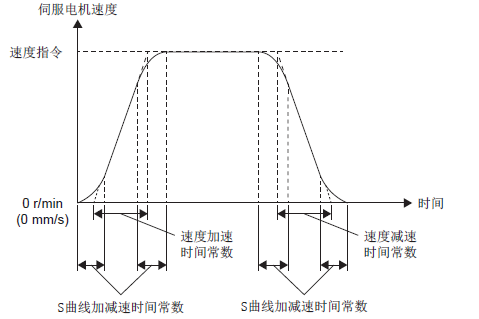 伺服电机速度
速度指令
0 r/min
(0 mm/s)
时间
速度加速
时间常数
速度减速
时间常数
S曲线加减速时间常数
S曲线加减速时间常数